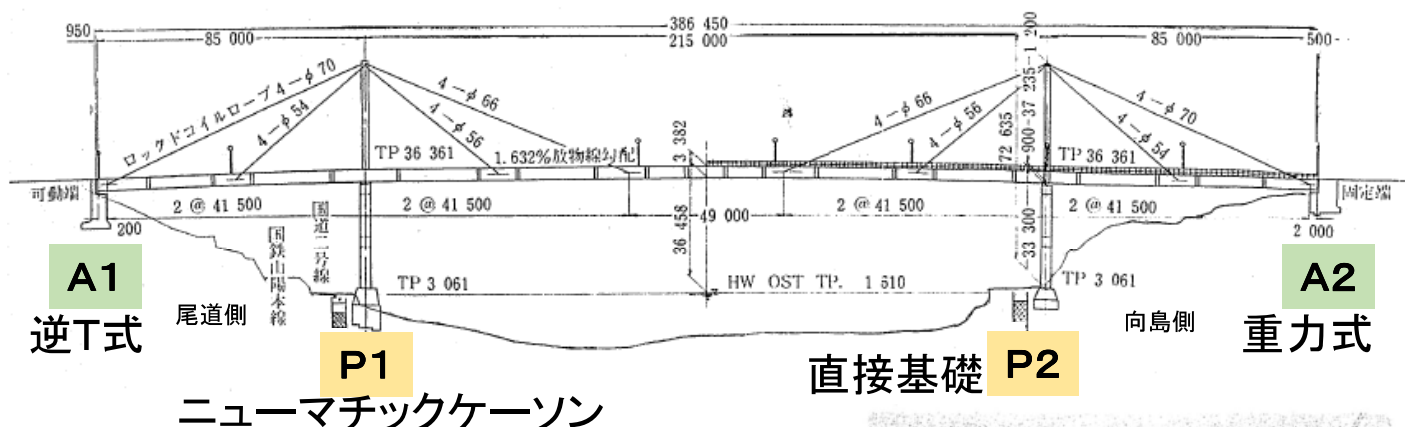 386 450
950
85 000
215 000
85 000
500
1 200
235
37
900
72 635
33 300
ロックドコイルロープ4-φ70
4-φ54
4-φ66
4-φ56
4-φ66
4-φ56
4-φ70
4-φ54
TP 36 361
1.632%放物線勾配
3 382
TP 36 361
可動端
固定端
2 @ 41 500
2 @ 41 500
49 000
2 @ 41 500
2 @ 41 500
200
2 000
36 458
国鉄山陽本線
国道二号線
TP 3 061
HW OST TP. 1 510
TP 3 061
A1
逆T式
尾道側
P1
ニューマチックケーソン
直接基礎
P2
向島側
A2
重力式